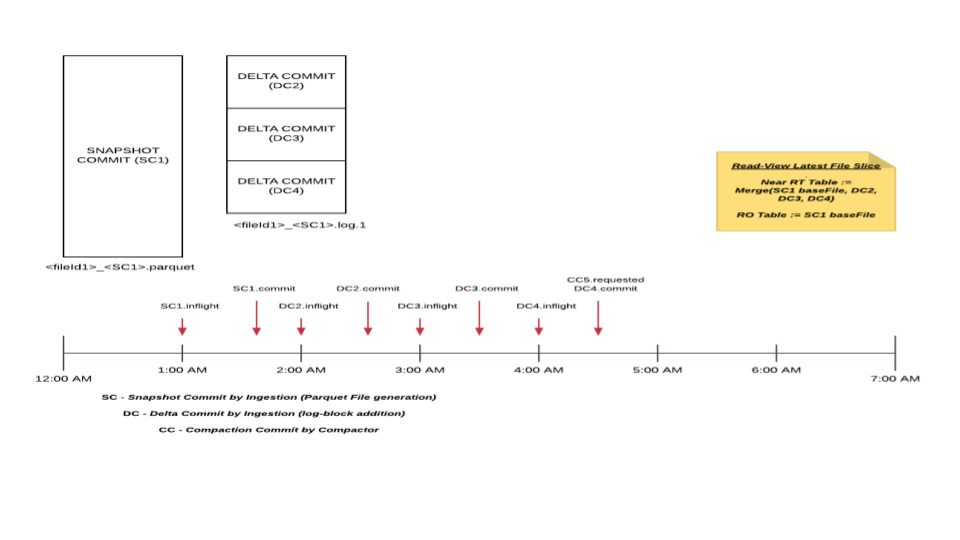 SNAPSHOT
COMMIT (SC1)
<fileId1>_<SC1>.parquet
DELTA COMMIT
(DC2)
DELTA COMMIT
(DC3)
DELTA COMMIT
(DC4)
<fileId1>_<SC1>.log.1
Read-View Latest File Slice
Near RT Table :=
Merge(SC1 baseFile, DC2,
DC3, DC4)
RO Table := SC1 baseFile
CC5.requested
SC1.commit DC2.commit DC3.commit DC4.commit
SC1.inflight DC2.inflight DC3.inflight DC4.inflight
12:00 AM 1:00 AM 2:00 AM 3:00 AM 4:00 AM 5:00 AM 6:00 AM 7:00 AM
SC - Snapshot Commit by Ingestion (Parquet File generation)
DC - Delta Commit by Ingestion (log-block addition)
CC - Compaction Commit by Compactor